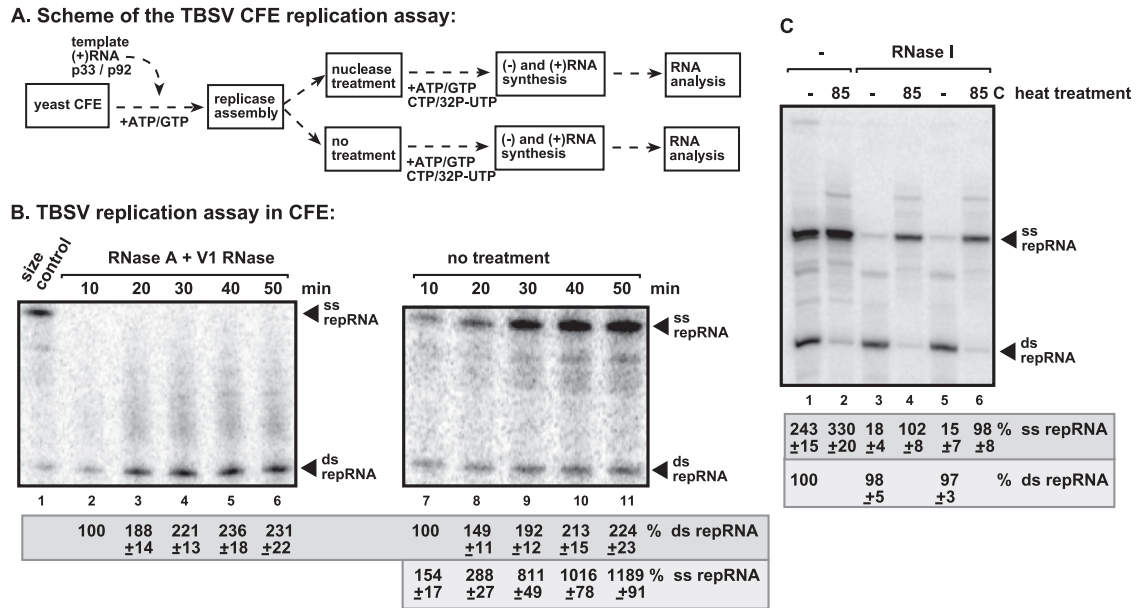 A. Scheme of the TBSV CFE replication assay:
template
(+)RNA
p33 / p92
yeast CFE
+ATP/GTP
replicase
assembly
nuclease
treatment
+ATP/GTP
CTP/32P-UTP
(-) and (+)RNA
synthesis
RNA
analysis
no
treatment
+ATP/GTP
CTP/32P-UTP
(-) and (+)RNA
synthesis
RNA
analysis
B. TBSV replication assay in CFE:
size
control
RNase A + V1 RNase
10 20 30 40 50 min
ss
repRNA
ds
repRNA
1 2 3 4 5 6
no treatment
10 20 30 40 50 min
ss
repRNA
ds
repRNA
7 8 9 10 11
100 188 221 236 231 100 149 192 213 224 % ds repRNA
±14 ±13 ±18 ±22 ±11 ±12 ±15 ±23
154 288 811 1016 1189 % ss repRNA
±17 ±27 ±49 ±78 ±91
C
- RNase I
- 85 - 85 - 85 C heat treatment
ss
repRNA
ds
repRNA
1 2 3 4 5 6
243 330 18 102 15 98 % ss repRNA
±15 ±20 ±4 ±8 ±7 ±8
100 98 97 % ds repRNA
±5 ±3